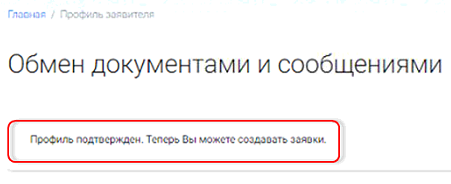 Главная / Профиль заявителя
Обмен документами и сообщениями
Профиль подтвержден. Теперь Вы можете создавать заявки.